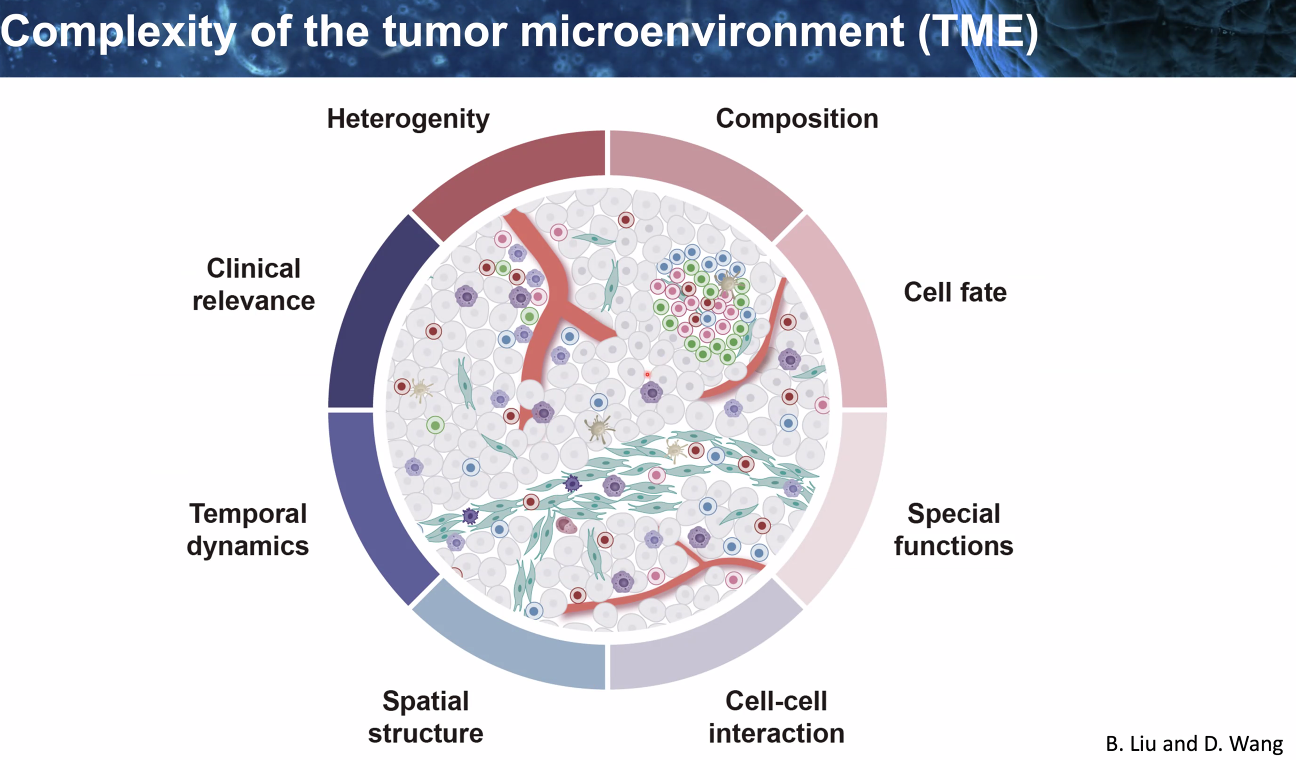 Complexity of the tumor microenvironment (TME)
Heterogenity
Composition
Clinical
relevance
Cell fate
Temporal
dynamics
Special
functions
Spatial
structure
Cell-cell
interaction
B. Liu and D. Wang